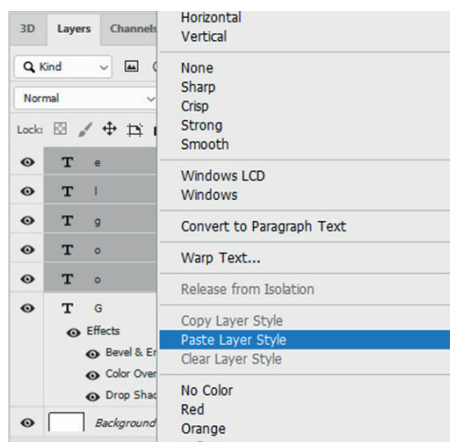 3D Layers Channels
Kind
Normal
Lock:
T e
T l
T g
T o
T o
T G
Effects
Bevel & Em
Color Over
Drop Shad
Background
Horizontal
Vertical
None
Sharp
Crisp
Strong
Smooth
Windows LCD
Windows
Convert to Paragraph Text
Warp Text...
Release from Isolation
Copy Layer Style
Paste Layer Style
Clear Layer Style
No Color
Red
Orange